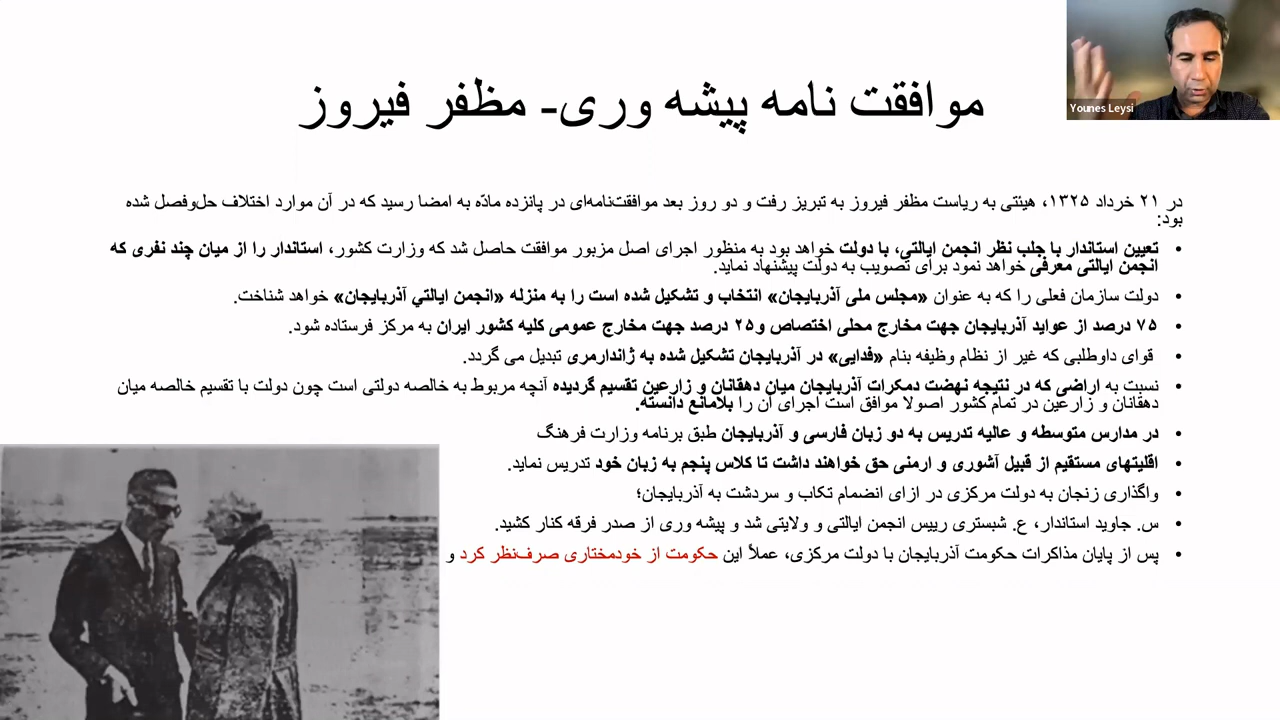 Younes Leysi
موافقت نامه پیشه وری- مظفر فیروز
در ۲۱ خرداد ۱۳۲۵، هیئتی به ریاست مظفر فیروز به تبریز رفت و دو روز بعد موافقت‌نامه‌ای در پانزده مادّه به امضا رسید که در آن موارد اختلاف حل‌وفصل شده
بود:
• تعیین استاندار با جلب نظر انجمن ایالتی، با دولت خواهد بود به منظور اجرای اصل مزبور موافقت حاصل شد که وزارت کشور، استاندار را از میان چند نفری که
انجمن ایالتی معرفی خواهد نمود برای تصویب به دولت پیشنهاد نماید.
• دولت سازمان فعلی را که به عنوان «مجلس ملی آذربایجان» انتخاب و تشکیل شده است را به منزله «انجمن ايالتي آذربايجان» خواهد شناخت.
• ۷۵ درصد از عواید آذربایجان جهت مخارج محلی اختصاص و۲۵ درصد جهت مخارج عمومی کلیه کشور ایران به مرکز فرستاده شود.
• قوای داوطلبی که غیر از نظام وظیفه بنام «فدایی» در آذربایجان تشکیل شده به ژاندارمری تبدیل می گردد.
• نسبت به اراضی که در نتیجه نهضت دمکرات آذربایجان میان دهقانان و زارعین تقسیم گردیده آنچه مربوط به خالصه دولتی است چون دولت با تقسیم خالصه میان
دهقانان و زارعین در تمام کشور اصولا موافق است اجرای آن را بلامانع دانسته.
• در مدارس متوسطه و عالیه تدریس به دو زبان فارسی و آذربایجان طبق برنامه وزارت فرهنگ
• اقلیتهای مستقیم از قبیل آشوری و ارمنی حق خواهند داشت تا کلاس پنجم به زبان خود تدریس نماید.
• واگذاری زنجان به دولت مرکزی در ازای انضمام تکاب و سردشت به آذربایجان؛
• س. جاوید استاندار، ع. شبستری رییس انجمن ایالتی و ولایتی شد و پیشه وری از صدر فرقه کنار کشید.
• پس از پایان مذاکرات حکومت آذربایجان با دولت مرکزی، عملاً این حکومت از خودمختاری صرف‌نظر کرد و